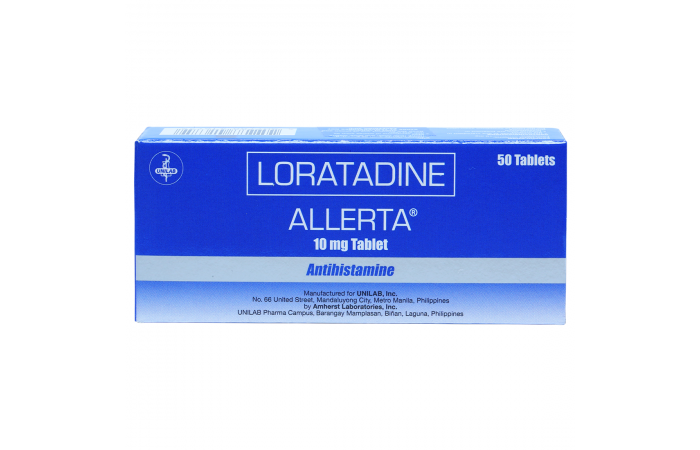 50 Tablets
UNILAB
LORATADINE
ALLERTA®
10 mg Tablet
Antihistamine
Manufactured for UNILAB, Inc.
No. 66 United Street, Mandaluyong City, Metro Manila, Philippines
by Amherst Laboratories, Inc.
UNILAB Pharma Campus, Barangay Mamplasan, Biñan, Laguna, Philippines